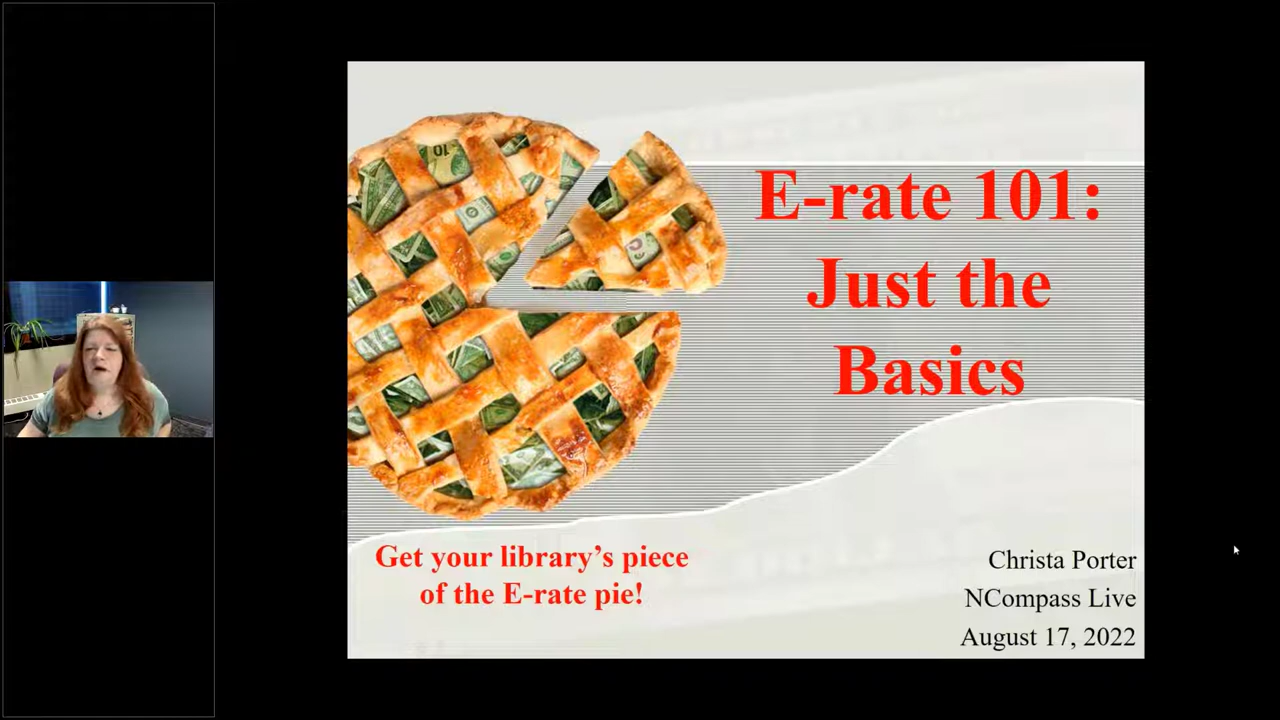 E-rate 101:
Just the
Basics
Get your library's piece
of the E-rate pie!
Christa Porter
NCompass Live
August 17, 2022